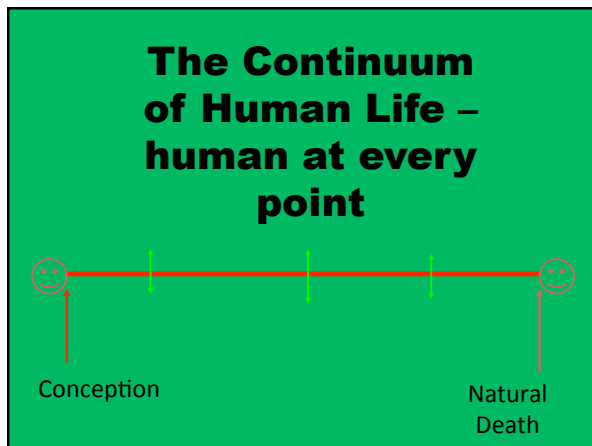 The Continuum
of Human Life –
human at every
point
Conception
Natural
Death